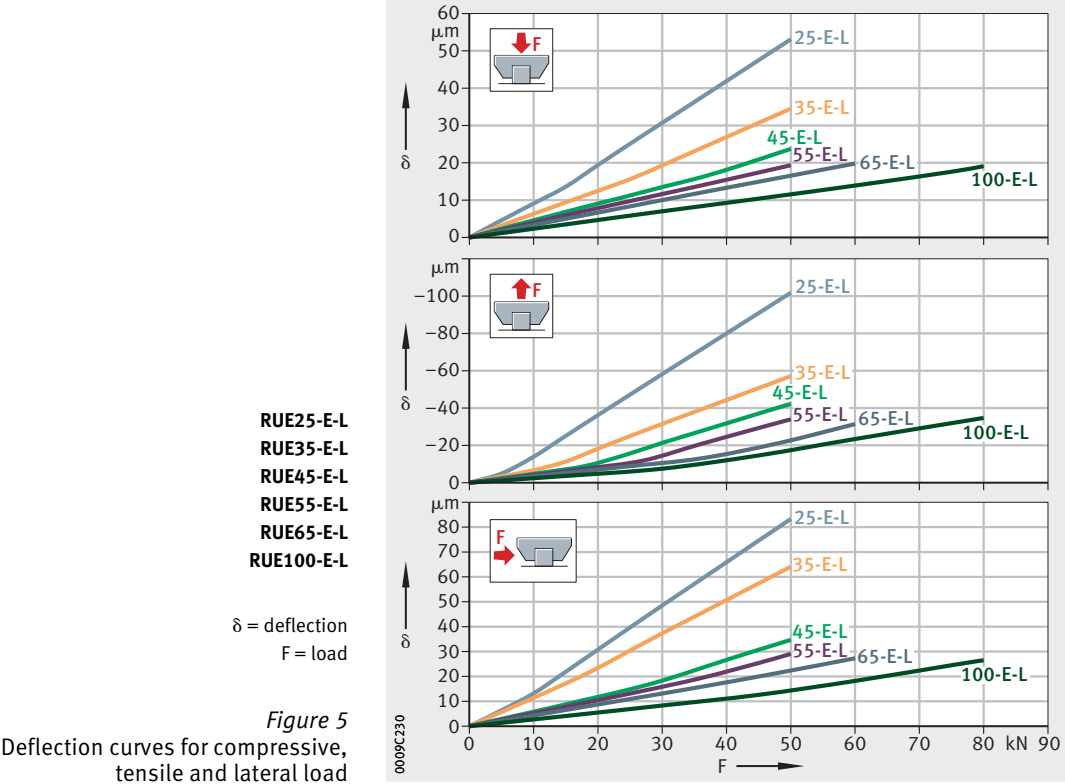 RUE25-E-L
RUE35-E-L
RUE45-E-L
RUE55-E-L
RUE65-E-L
RUE100-E-L
δ = deflection
F = load
Figure 5
Deflection curves for compressive,
tensile and lateral load
0009C230
60
μm
50
40
30
20
10
0
δ
F
25-E-L
35-E-L
45-E-L
55-E-L
65-E-L
100-E-L
μm
−100
−80
−60
−40
−20
0
δ
F
25-E-L
35-E-L
45-E-L
55-E-L
65-E-L
100-E-L
μm
80
70
60
50
40
30
20
10
0
δ
F
25-E-L
35-E-L
45-E-L
55-E-L
65-E-L
100-E-L
0 10 20 30 40 50 60 70 80 kN 90
F